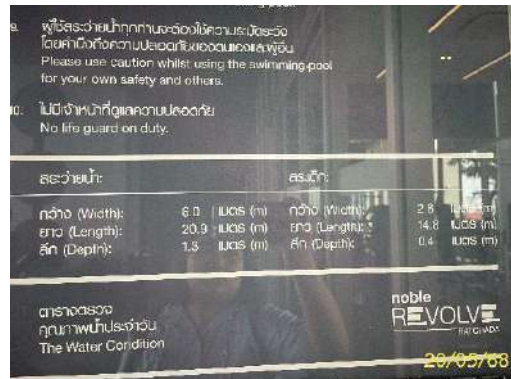 9. ผู้ใช้สระว่ายน้ำทุกท่านจะต้องใช้ความระมัดระวัง
โดยคำนึงถึงความปลอดภัยของตนเองและผู้อื่น
Please use caution whilst using the swimming pool
for your own safety and others.
10. ไม่มีเจ้าหน้าที่ดูแลความปลอดภัย
No life guard on duty.
สระว่ายน้ำ: สระเด็ก:
กว้าง (Width): 6.0 เมตร (m) กว้าง (Width): 2.8 เมตร (m)
ยาว (Length): 20.9 เมตร (m) ยาว (Length): 14.8 เมตร (m)
ลึก (Depth): 1.3 เมตร (m) ลึก (Depth): 0.4 เมตร (m)
ตารางตรวจ
คุณภาพน้ำประจำวัน
The Water Condition
noble
REVOLVE
RATCHADA
20/05/68